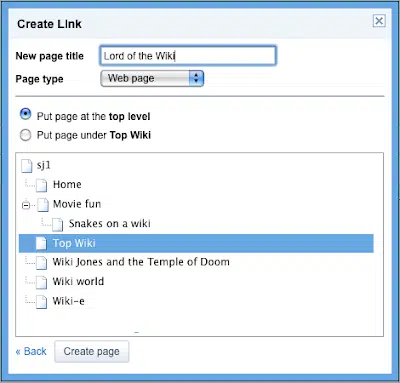 Create Link
New page title Lord of the Wiki
Page type Web page
Put page at the top level
Put page under Top Wiki
sj1
Home
Movie fun
Snakes on a wiki
Top Wiki
Wiki Jones and the Temple of Doom
Wiki world
Wiki-e
« Back Create page